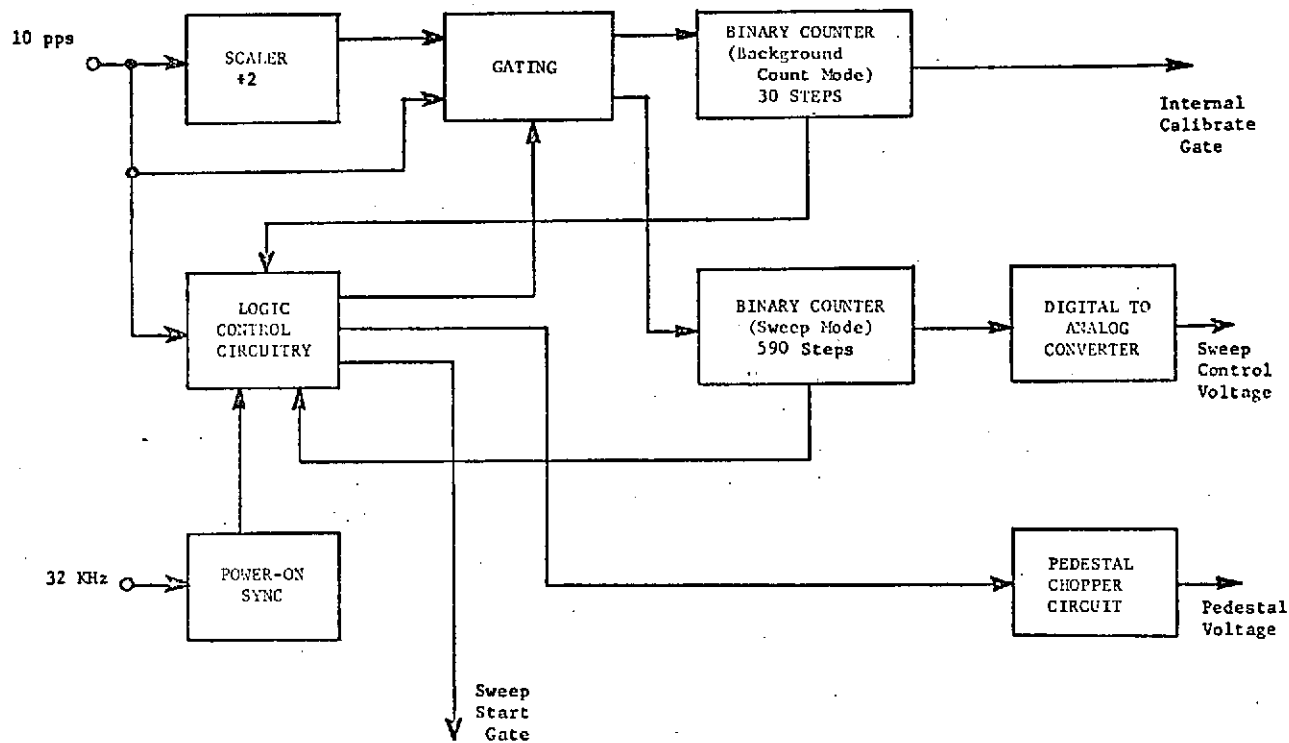 10 pps
SCALER
÷2
GATING
BINARY COUNTER
(Background
Count Mode)
30 STEPS
Internal
Calibrate
Gate
LOGIC
CONTROL
CIRCUITRY
BINARY COUNTER
(Sweep Mode)
590 Steps
DIGITAL TO
ANALOG
CONVERTER
Sweep
Control
Voltage
32 KHz
POWER-ON
SYNC
PEDESTAL
CHOPPER
CIRCUIT
Pedestal
Voltage
Sweep
Start
Gate